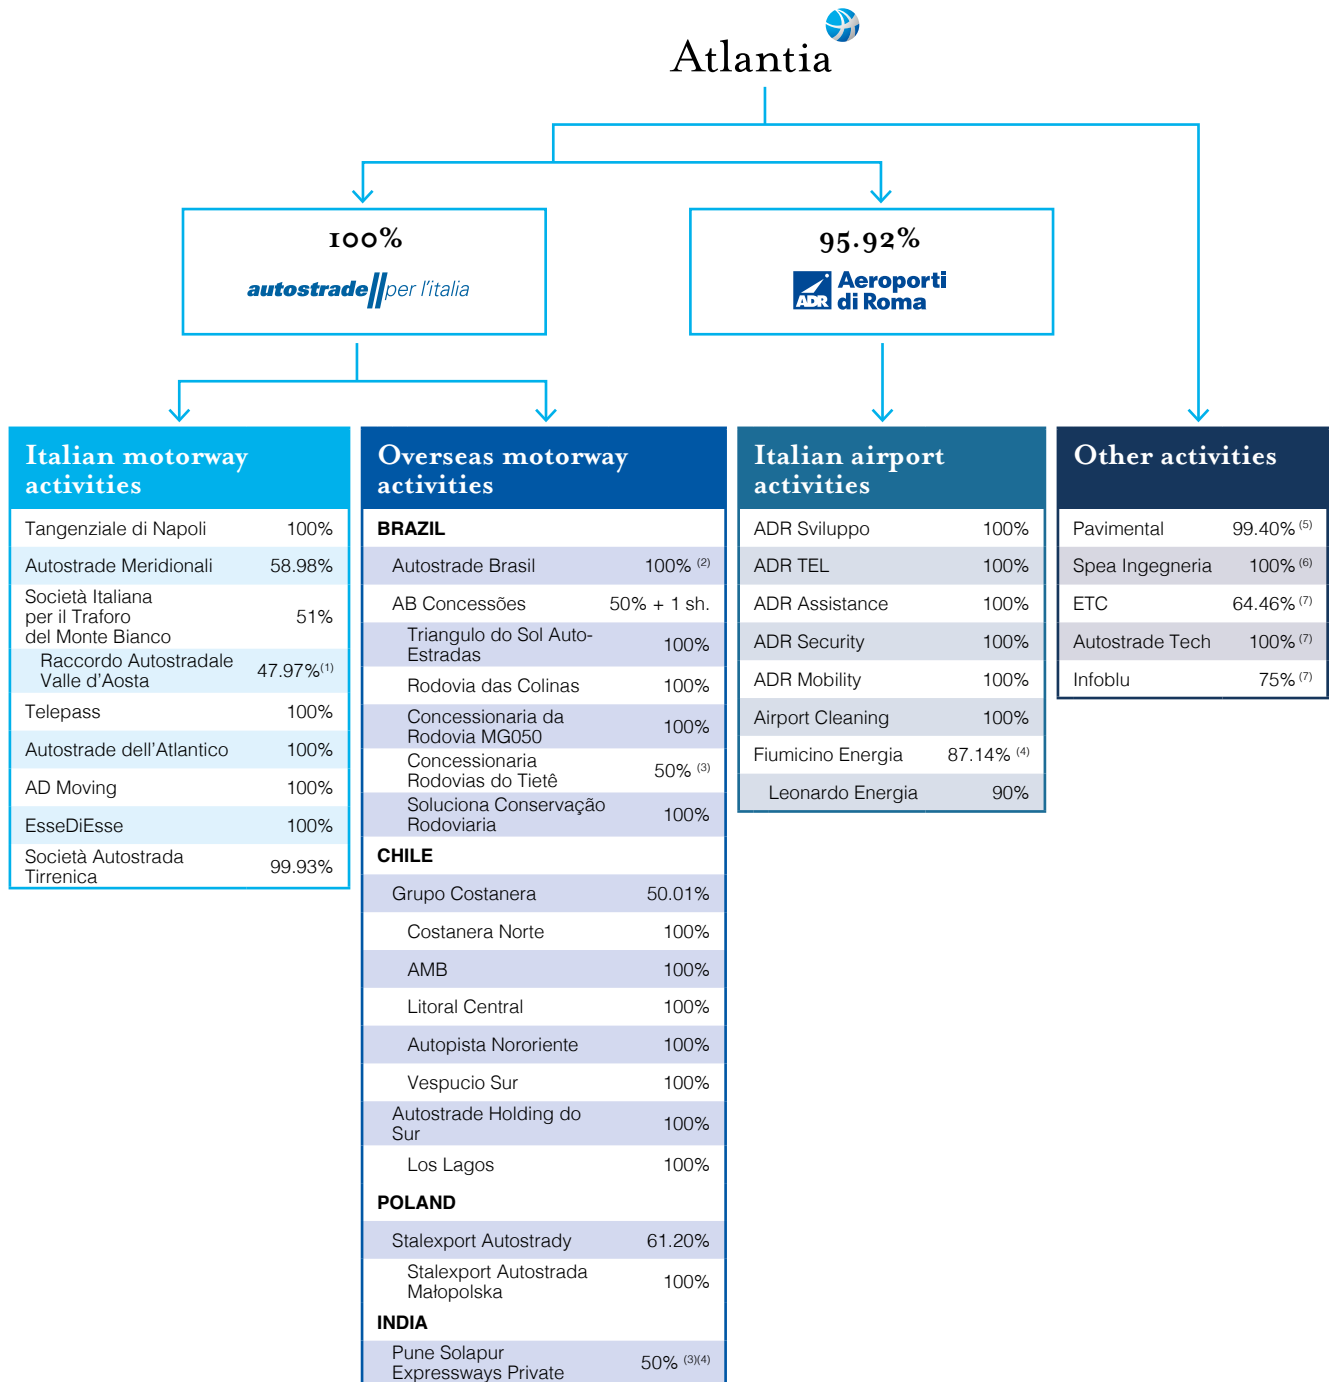 Atlantia
100%
autostrade//per l'italia
95.92%
ADR Aeroporti
di Roma
Italian motorway
activities
Tangenziale di Napoli 100%
Autostrade Meridionali 58.98%
Società Italiana
per il Traforo
del Monte Bianco 51%
Raccordo Autostradale
Valle d'Aosta 47.97%(1)
Telepass 100%
Autostrade dell'Atlantico 100%
AD Moving 100%
EsseDiEsse 100%
Società Autostrada
Tirrenica 99.93%
Overseas motorway
activities
BRAZIL
Autostrade Brasil 100% (2)
AB Concessões 50% + 1 sh.
Triangulo do Sol Auto-
Estradas 100%
Rodovia das Colinas 100%
Concessionaria da
Rodovia MG050 100%
Concessionaria
Rodovias do Tietê 50% (3)
Soluciona Conservação
Rodoviaria 100%
CHILE
Grupo Costanera 50.01%
Costanera Norte 100%
AMB 100%
Litoral Central 100%
Autopista Nororiente 100%
Vespucio Sur 100%
Autostrade Holding do
Sur 100%
Los Lagos 100%
POLAND
Stalexport Autostrady 61.20%
Stalexport Autostrada
Małopolska 100%
INDIA
Pune Solapur
Expressways Private 50% (3)(4)
Italian airport
activities
ADR Sviluppo 100%
ADR TEL 100%
ADR Assistance 100%
ADR Security 100%
ADR Mobility 100%
Airport Cleaning 100%
Fiumicino Energia 87.14% (4)
Leonardo Energia 90%
Other activities
Pavimental 99.40% (5)
Spea Ingegneria 100% (6)
ETC 64.46% (7)
Autostrade Tech 100% (7)
Infoblu 75% (7)